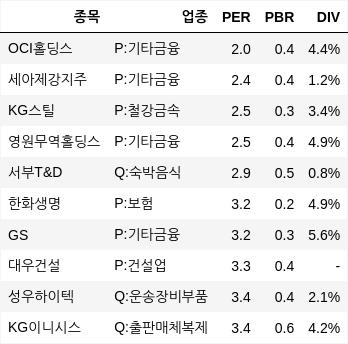 종목 업종 PER PBR DIV
OCI홀딩스 P:기타금융 2.0 0.4 4.4%
세아제강지주 P:기타금융 2.4 0.4 1.2%
KG스틸 P:철강금속 2.5 0.3 3.4%
영원무역홀딩스 P:기타금융 2.5 0.4 4.9%
서부T&D Q:숙박음식 2.9 0.5 0.8%
한화생명 P:보험 3.2 0.2 4.9%
GS P:기타금융 3.2 0.3 5.6%
대우건설 P:건설업 3.3 0.4 -
성우하이텍 Q:운송장비부품 3.4 0.4 2.1%
KG이니시스 Q:출판매체복제 3.4 0.6 4.2%